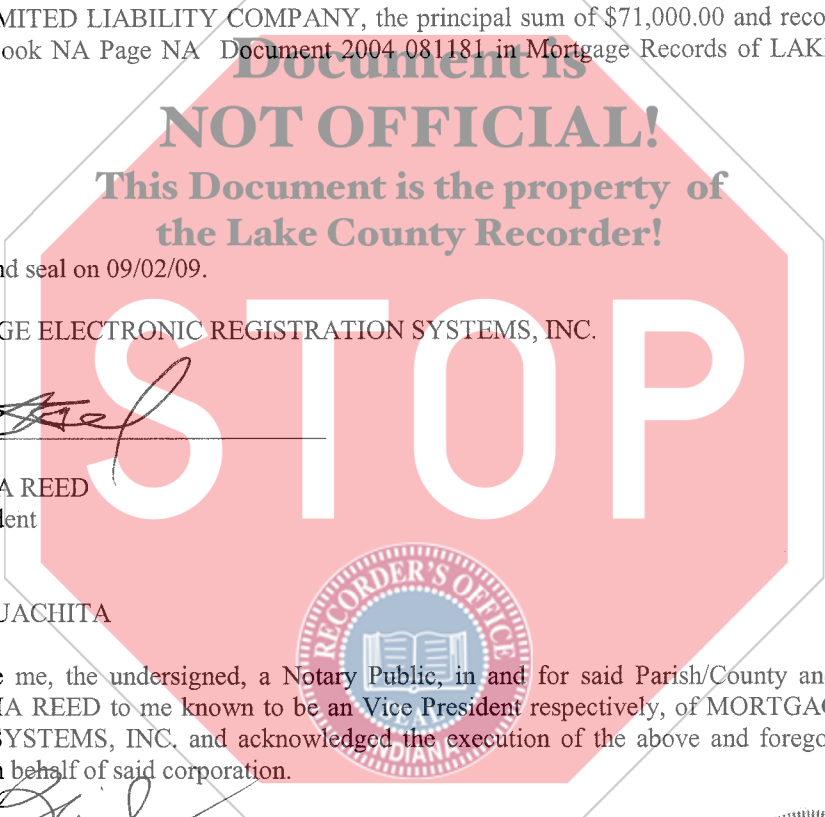 MITED LIABILITY COMPANY, the principal sum of $71,000.00 and reco
ook NA Page NA Document 2004 081181 in Mortgage Records of LAK
Document is
NOT OFFICIAL!
This Document is the property of
the Lake County Recorder!
nd seal on 09/02/09.
GE ELECTRONIC REGISTRATION SYSTEMS, INC.
STOP
A REED
dent
UACHITA
RECORDER'S OFFICE
SEAL
INDIANA
e me, the undersigned, a Notary Public, in and for said Parish/County an
IA REED to me known to be an Vice President respectively, of MORTGA
SYSTEMS, INC. and acknowledged the execution of the above and forego
n behalf of said corporation.